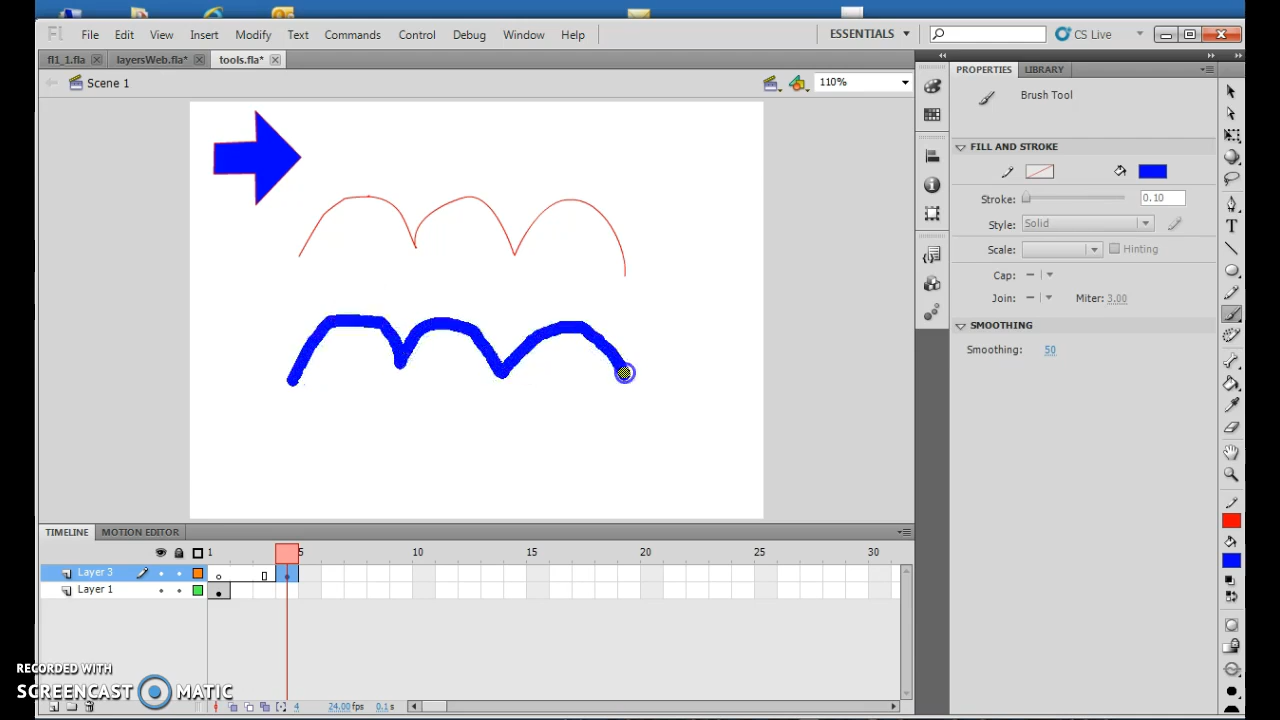 Fl File Edit View Insert Text Commands Control Debug Window Help ESSENTIALS CS Live
fl1_1.fla layersWeb.fla* tools.fla*
Scene 1 110%
PROPERTIES LIBRARY
Brush Tool
FILL AND STROKE
Stroke: 0.10
Style: Solid
Scale: Hinting
Cap:
Join: Miter: 3.00
SMOOTHING
Smoothing: 50
T
TIMELINE MOTION EDITOR
1 5 10 15 20 25 30
Layer 3
Layer 1
4 24.00 fps 0.1 s
RECORDED WITH
SCREENCAST MATIC